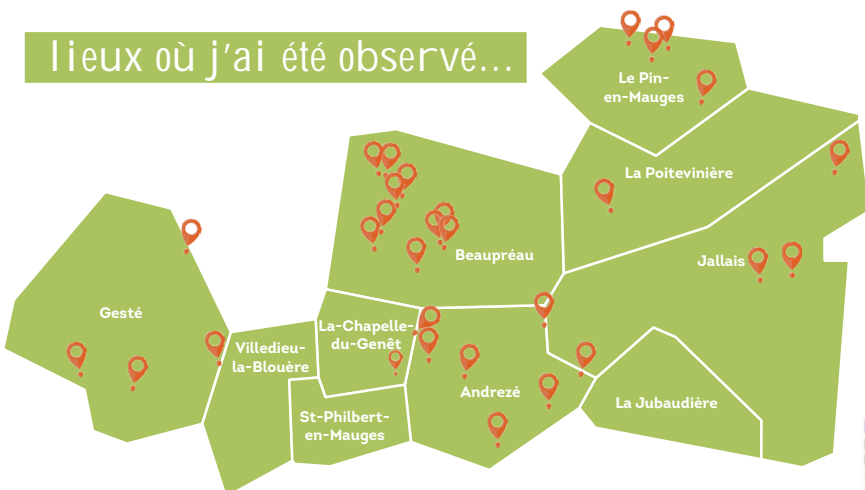 lieux où j'ai été observé...
Le Pin-
en-Mauges
La Poitevinière
Beaupréau
Jallais
Gesté
Villedieu-
la-Blouère
La-Chapelle-
du-Genêt
Andrezé
La Jubaudière
St-Philbert-
en-Mauges